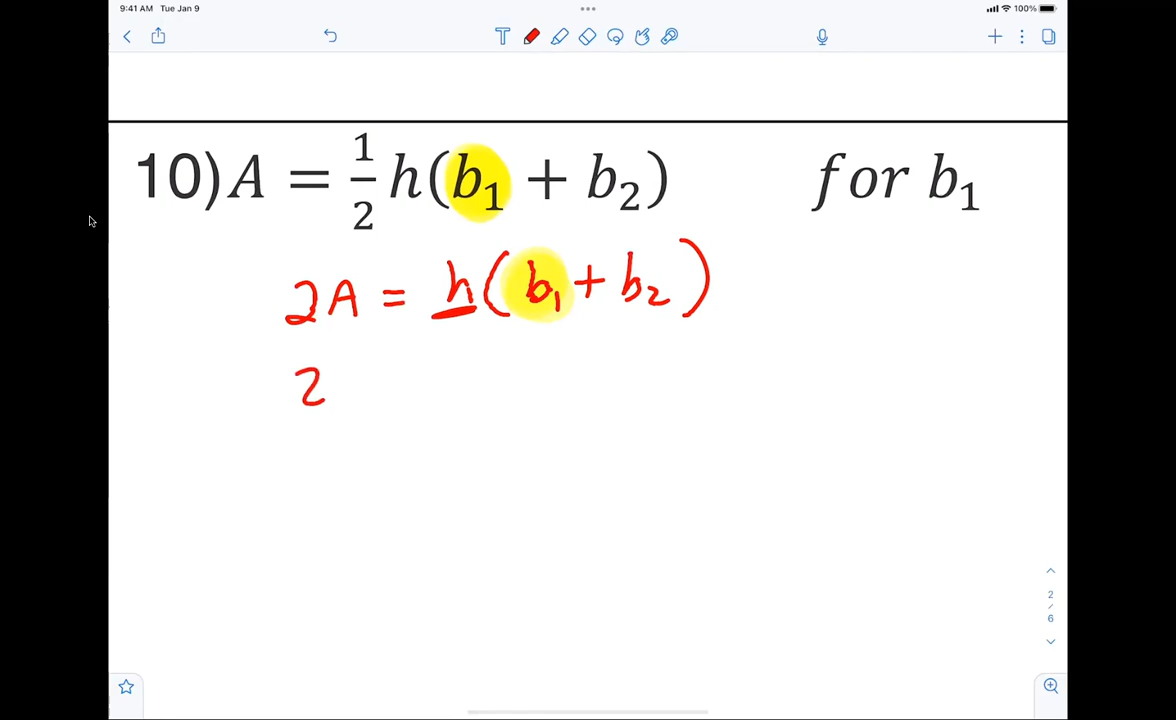 9:41 AM Tue Jan 9 100%
10) A = \frac{1}{2} h(b₁ + b₂) for b₁
2A = h(b₁ + b₂)
2
2
/
6